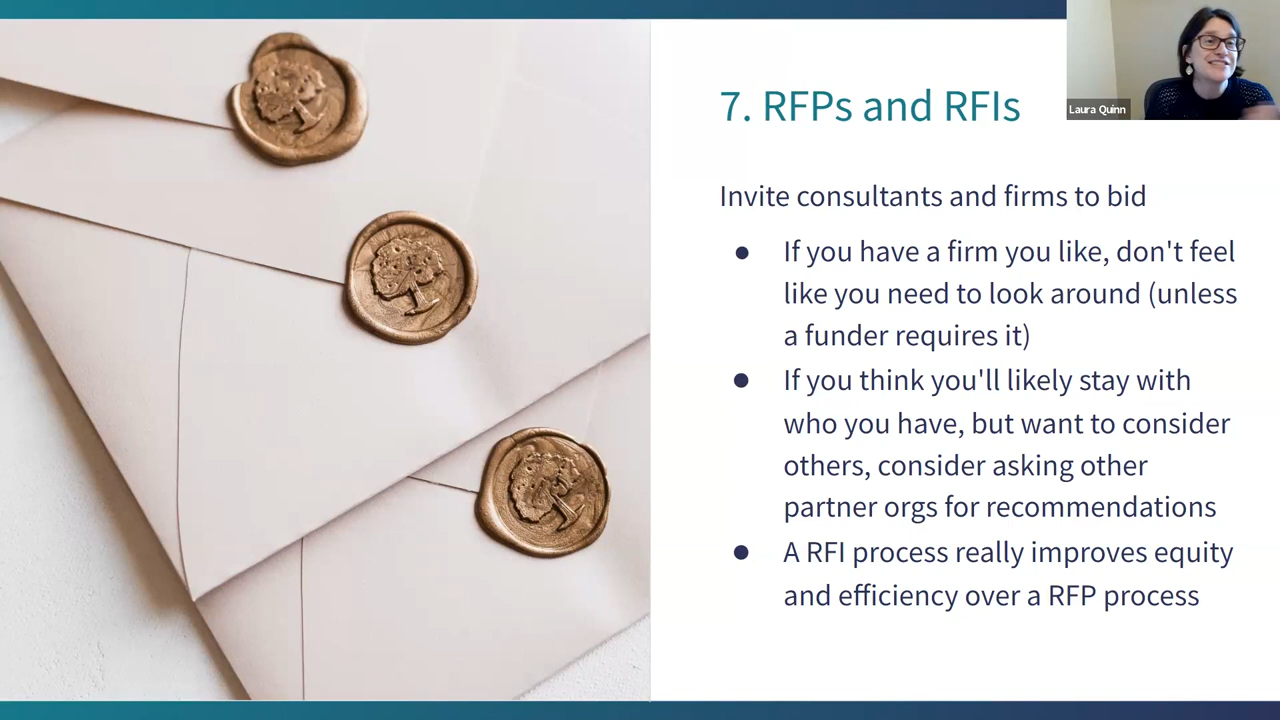 7. RFPs and RFIs
Laura Quinn
Invite consultants and firms to bid
● If you have a firm you like, don't feel
like you need to look around (unless
a funder requires it)
● If you think you'll likely stay with
who you have, but want to consider
others, consider asking other
partner orgs for recommendations
● A RFI process really improves equity
and efficiency over a RFP process